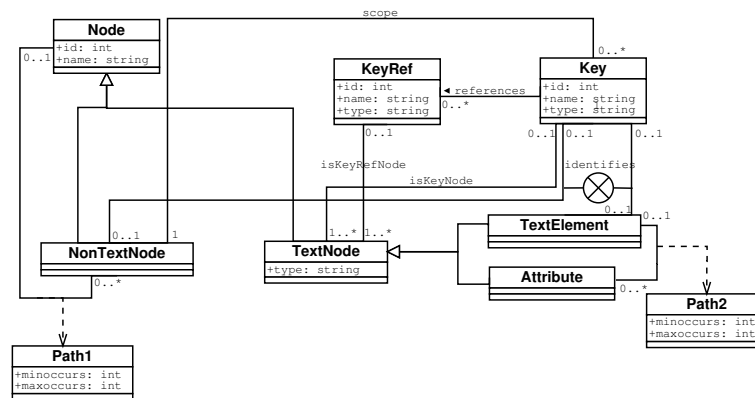 scope
Node
+id: int
+name: string
0..1
0..*
KeyRef
+id: int
+name: string
+type: string
◄ references
0..*
Key
+id: int
+name: string
1
+type: string
0..1
0..1
0..1
0..1
isKeyRefNode
identifies
isKeyNode
0..1
1
1..*
1..*
0..1
0..1
NonTextNode
TextNode
+type: string
TextElement
0..*
Attribute
0..*
Path1
+minoccurs: int
+maxoccurs: int
Path2
+minoccurs: int
+maxoccurs: int